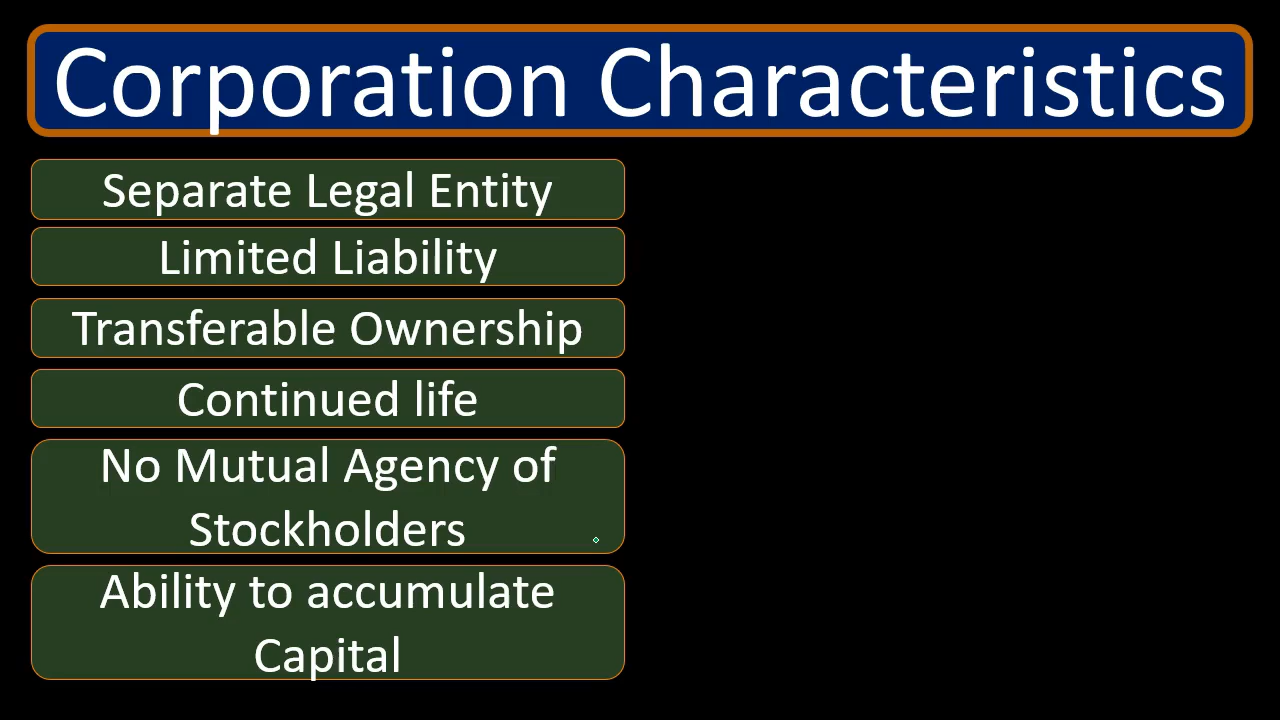 Corporation Characteristics
Separate Legal Entity
Limited Liability
Transferable Ownership
Continued life
No Mutual Agency of
Stockholders
Ability to accumulate
Capital